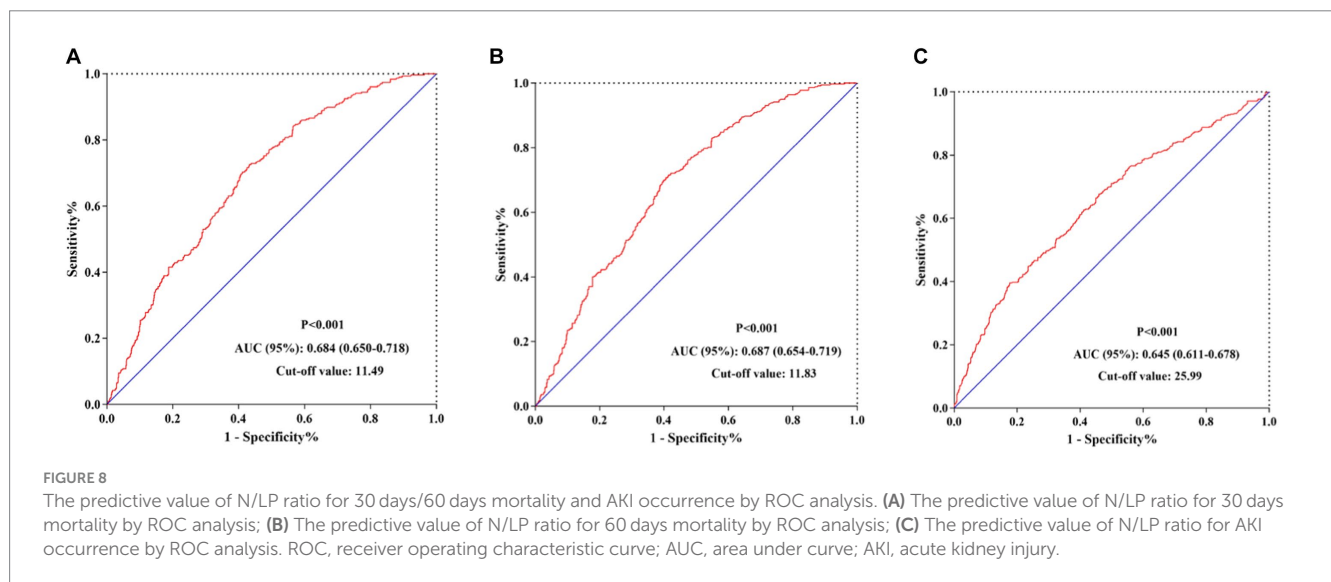 A
1.0
0.8
0.6
0.4
0.2
0.0
Sensitivity%
P<0.001
AUC (95%): 0.684 (0.650-0.718)
Cut-off value: 11.49
0.0 0.2 0.4 0.6 0.8 1.0
1 - Specificity%
B
1.0
0.8
0.6
0.4
0.2
0.0
Sensitivity%
P<0.001
AUC (95%): 0.687 (0.654-0.719)
Cut-off value: 11.83
0.0 0.2 0.4 0.6 0.8 1.0
1 - Specificity%
C
1.0
0.8
0.6
0.4
0.2
0.0
Sensitivity%
P<0.001
AUC (95%): 0.645 (0.611-0.678)
Cut-off value: 25.99
0.0 0.2 0.4 0.6 0.8 1.0
1 - Specificity%
FIGURE 8
The predictive value of N/LP ratio for 30 days/60 days mortality and AKI occurrence by ROC analysis. (A) The predictive value of N/LP ratio for 30 days
mortality by ROC analysis; (B) The predictive value of N/LP ratio for 60 days mortality by ROC analysis; (C) The predictive value of N/LP ratio for AKI
occurrence by ROC analysis. ROC, receiver operating characteristic curve; AUC, area under curve; AKI, acute kidney injury.